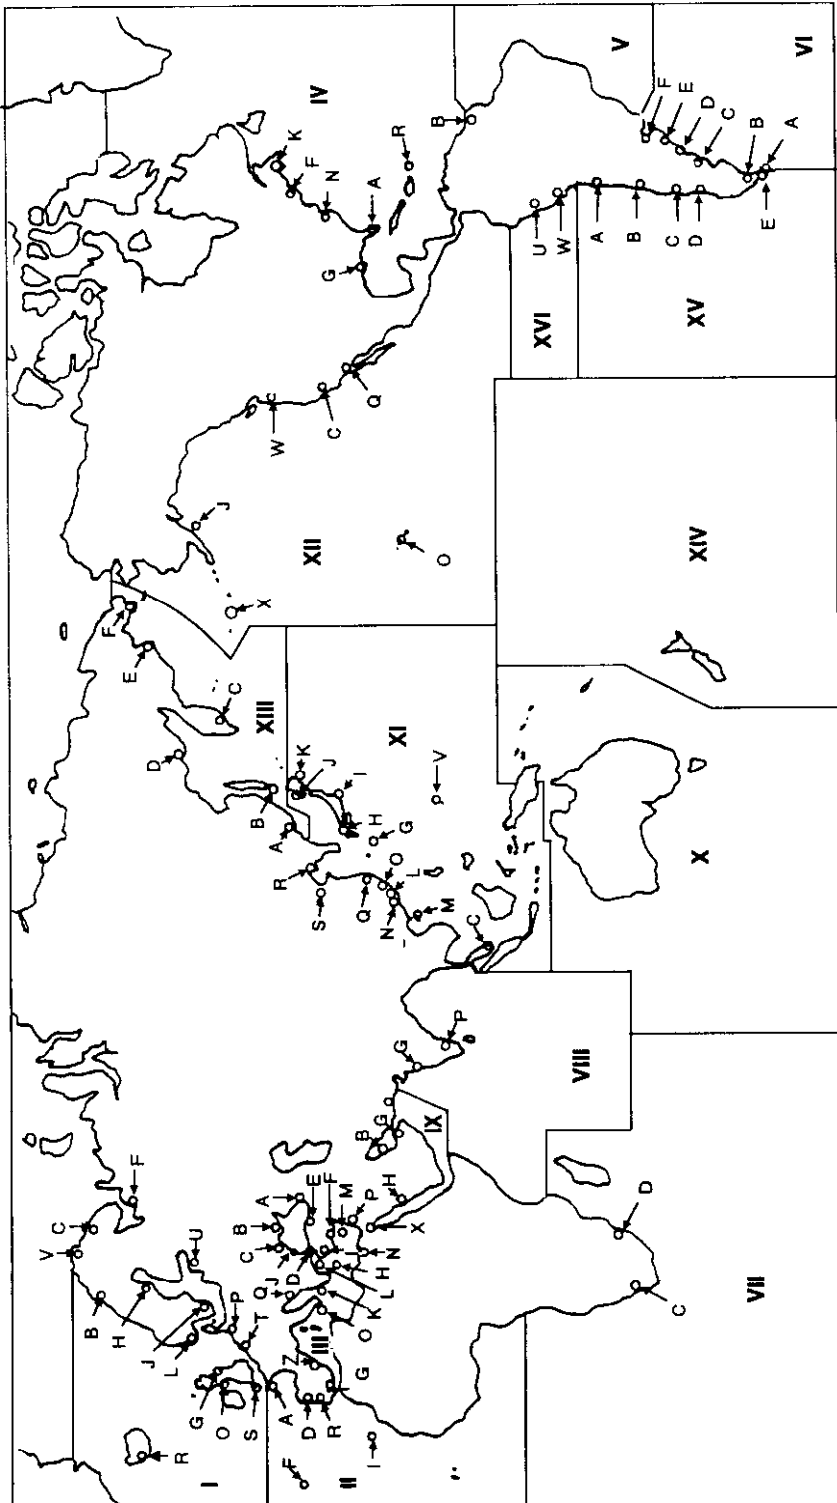 V
C
F
B
H
U
J
L
P
T
G
O
S
R
I
A
D
R
F
I
II
A
B
C
Q
J
E
D
F
M
P
Z
III
G
O
K
L
H
N
X
H
B
G
IX
G
P
VIII
D
C
VII
X
R
S
K
J
I
H
G
V
Q
O
L
N
M
C
XI
F
E
D
C
B
A
XIII
J
X
W
C
Q
O
XII
K
F
N
G
A
R
IV
B
V
F
E
D
C
B
A
VI
U
W
XVI
A
B
C
D
E
XV
XIV